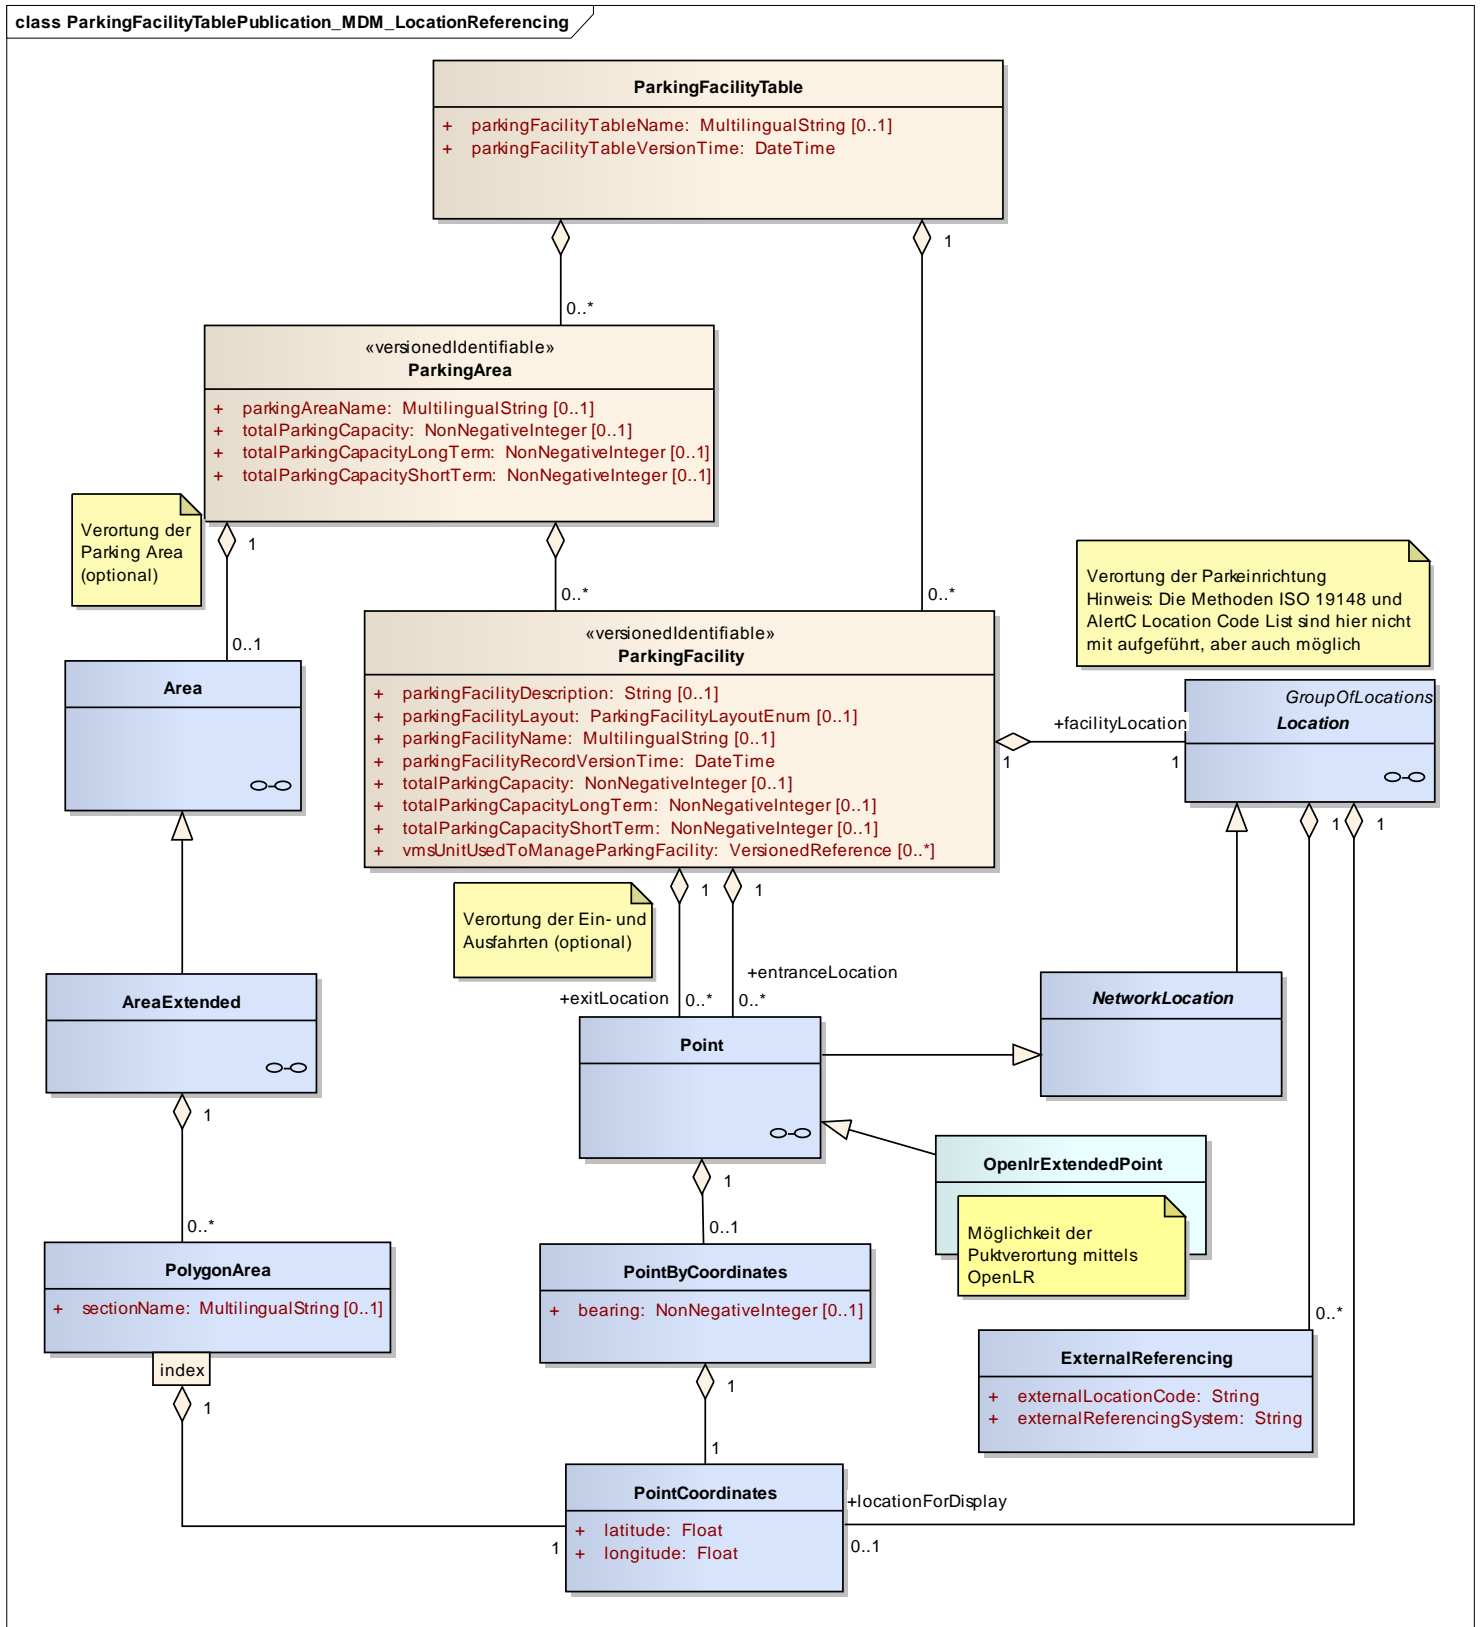 class ParkingFacilityTablePublication_MDM_LocationReferencing
ParkingFacilityTable
+ parkingFacilityTableName: MultilingualString [0..1]
+ parkingFacilityTableVersionTime: DateTime
1
0..*
«versionedIdentifiable»
ParkingArea
+ parkingAreaName: MultilingualString [0..1]
+ totalParkingCapacity: NonNegativeInteger [0..1]
+ totalParkingCapacityLongTerm: NonNegativeInteger [0..1]
+ totalParkingCapacityShortTerm: NonNegativeInteger [0..1]
Verortung der
Parking Area
(optional)
1
0..1
0..*
0..*
Verortung der Parkeinrichtung
Hinweis: Die Methoden ISO 19148 und
AlertC Location Code List sind hier nicht
mit aufgeführt, aber auch möglich
Area
«versionedIdentifiable»
ParkingFacility
+ parkingFacilityDescription: String [0..1]
+ parkingFacilityLayout: ParkingFacilityLayoutEnum [0..1]
+ parkingFacilityName: MultilingualString [0..1]
+ parkingFacilityRecordVersionTime: DateTime
+ totalParkingCapacity: NonNegativeInteger [0..1]
+ totalParkingCapacityLongTerm: NonNegativeInteger [0..1]
+ totalParkingCapacityShortTerm: NonNegativeInteger [0..1]
+ vmsUnitUsedToManageParkingFacility: VersionedReference [0..*]
+facilityLocation
1
1
GroupOfLocations
Location
1
1
Verortung der Ein- und
Ausfahrten (optional)
1
1
+entranceLocation
+exitLocation
0..*
0..*
AreaExtended
1
Point
NetworkLocation
OpenlrExtendedPoint
Möglichkeit der
Puktverortung mittels
OpenLR
1
0..1
0..*
PolygonArea
+ sectionName: MultilingualString [0..1]
index
1
PointByCoordinates
+ bearing: NonNegativeInteger [0..1]
1
1
0..*
ExternalReferencing
+ externalLocationCode: String
+ externalReferencingSystem: String
PointCoordinates
+ latitude: Float
+ longitude: Float
1
+locationForDisplay
0..1